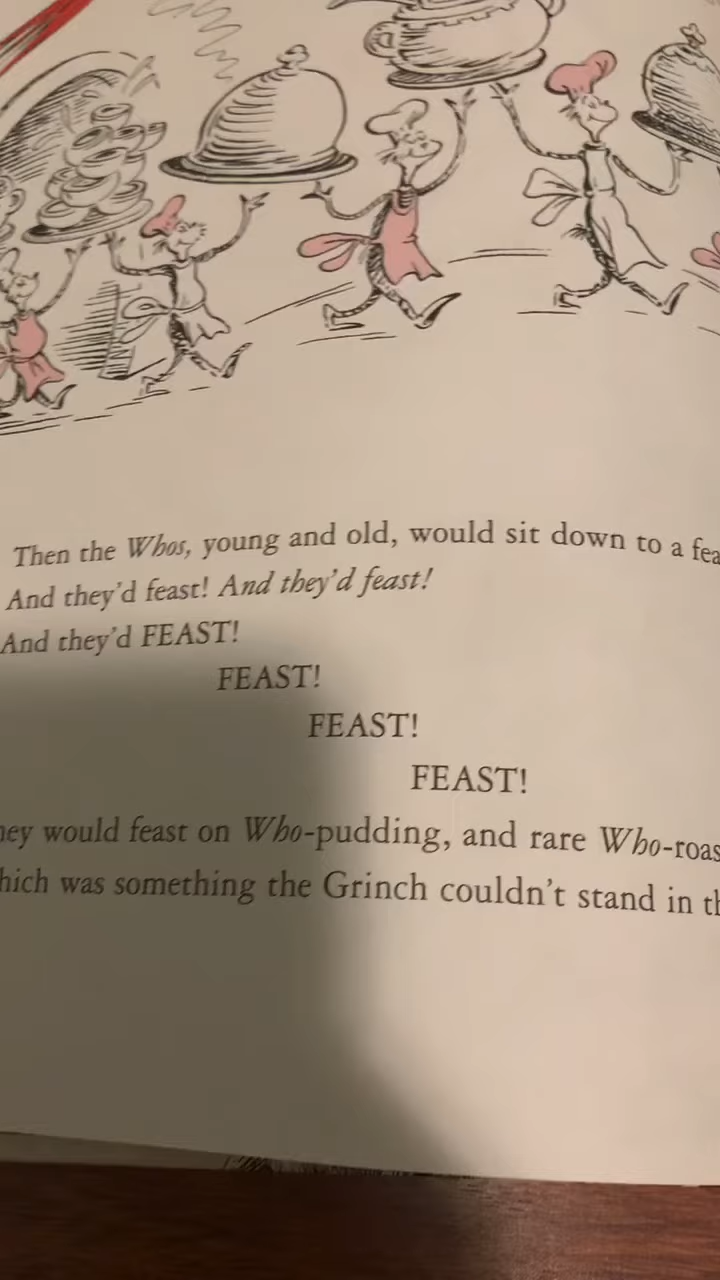 Then the Whos, young and old, would sit down to a
And they'd feast! And they'd feast!
And they'd FEAST!
FEAST!
FEAST!
FEAST!
would feast on Who-pudding, and rare
was something the Grinch couldn't stand in